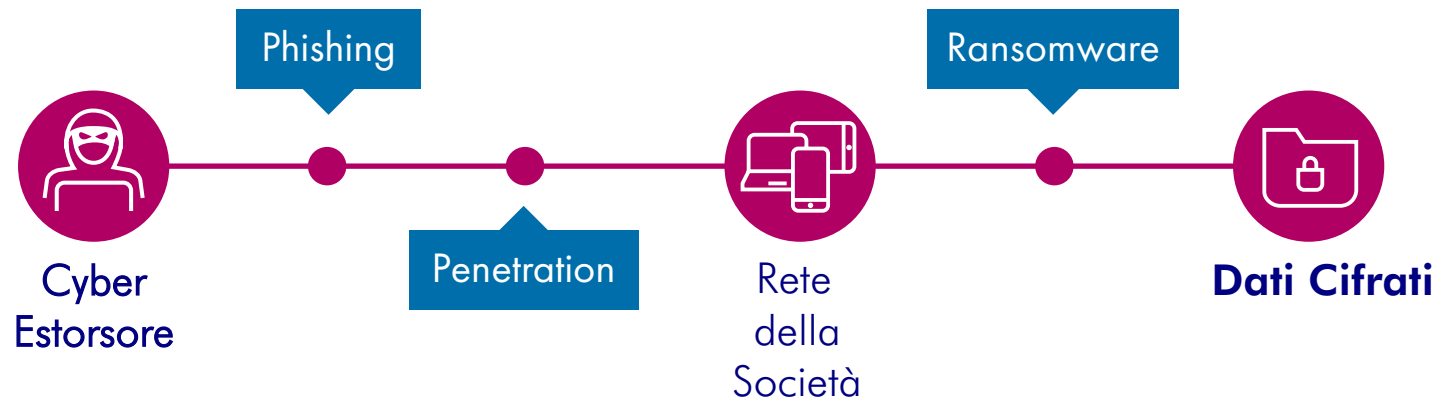 Phishing
Ransomware
Penetration
Cyber
Estorsore
Rete
della
Società
Dati Cifrati